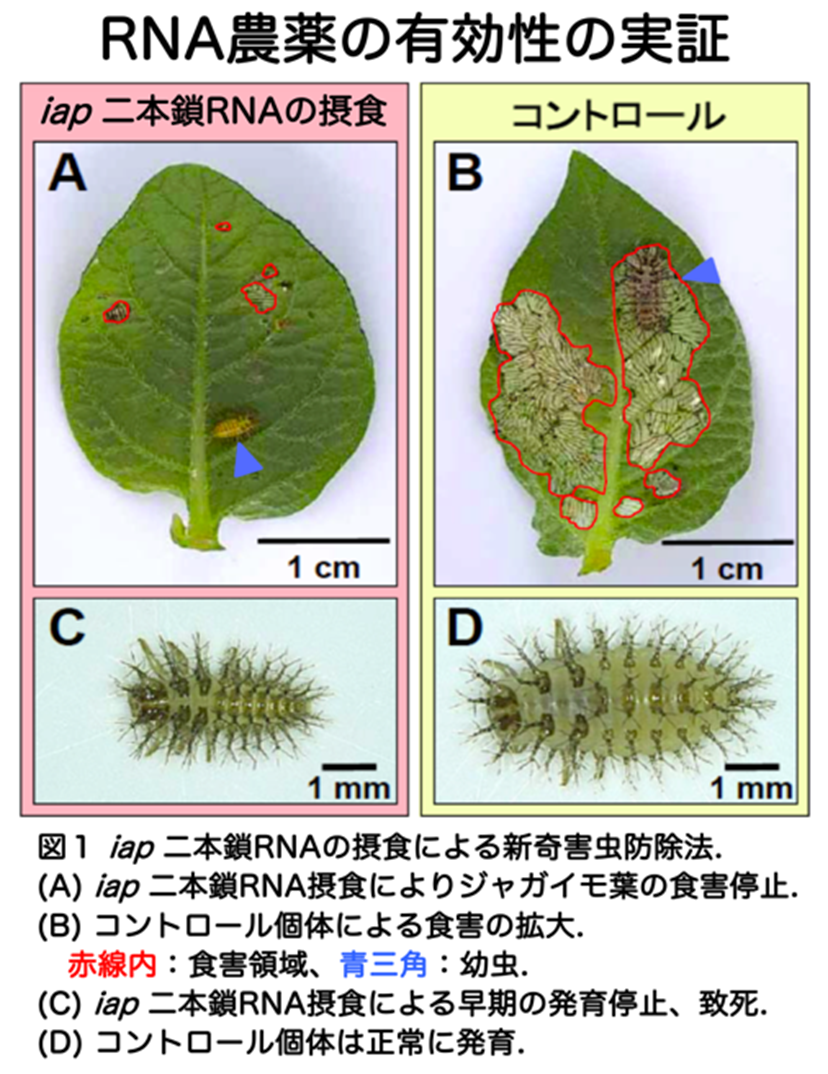 RNA農薬の有効性の実証
iap 二本鎖RNAの摂食
コントロール
A
1 cm
B
1 cm
C
1 mm
D
1 mm
図1 iap 二本鎖RNAの摂食による新奇害虫防除法.
(A) iap 二本鎖RNA摂食によりジャガイモ葉の食害停止.
(B) コントロール個体による食害の拡大.
赤線内：食害領域、青三角：幼虫.
(C) iap 二本鎖RNA摂食による早期の発育停止、致死.
(D) コントロール個体は正常に発育.